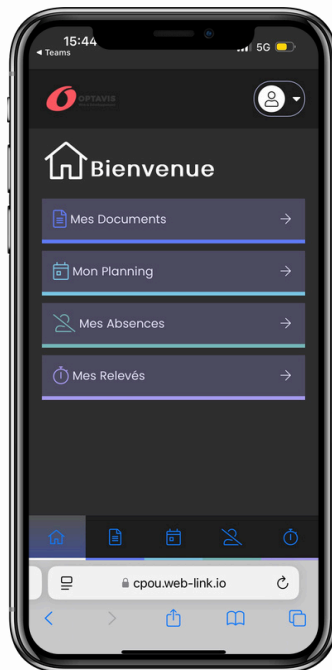 15:44
5G
Teams
OPTAVIS
Bienvenue
Mes Documents
Mon Planning
Mes Absences
Mes Relevés
cpou.web-link.io